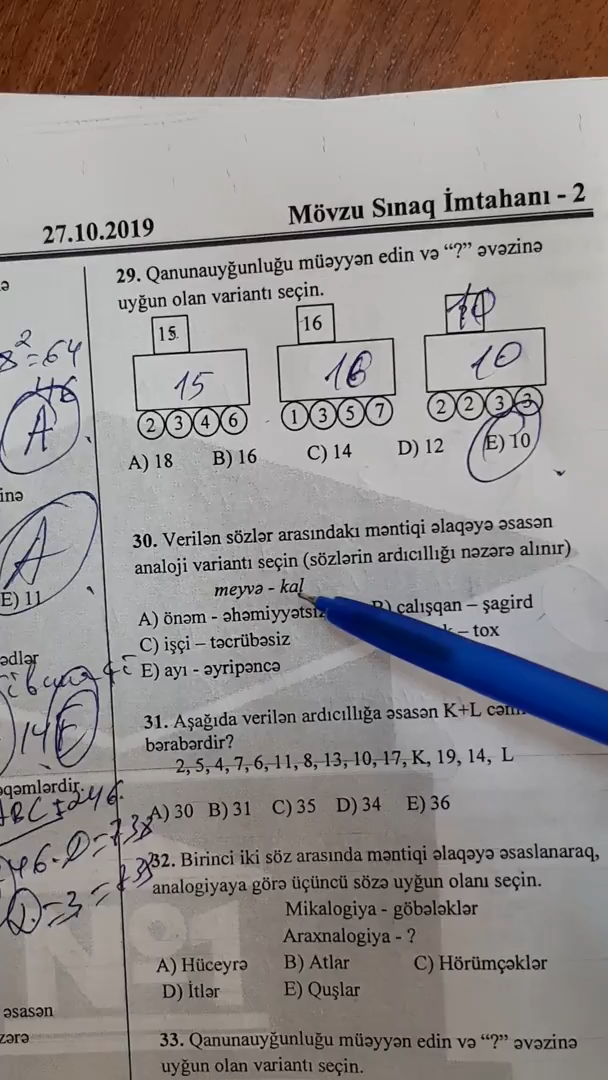 27.10.2019
Mövzu Sınaq İmtahanı - 2
29. Qanunauyğunluğu müəyyən edin və “?” əvəzinə
uyğun olan variantı seçin.
15 16 10
15 16 10
2 3 4 6 1 3 5 7 2 2 3 3
A) 18 B) 16 C) 14 D) 12 E) 10
30. Verilən sözlər arasındakı məntiqi əlaqəyə əsasən
analoji variantı seçin (sözlərin ardıcıllığı nəzərə alınır)
meyvə - kal
A) önəm - əhəmiyyətsiz B) çalışqan – şagird
C) işçi – təcrübəsiz – tox
E) ayı - əyripəncə
31. Aşağıda verilən ardıcıllığa əsasən K+L
bərabərdir?
2, 5, 4, 7, 6, 11, 8, 13, 10, 17, K, 19, 14, L
A) 30 B) 31 C) 35 D) 34 E) 36
32. Birinci iki söz arasında məntiqi əlaqəyə əsaslanaraq,
analogiyaya görə üçüncü sözə uyğun olanı seçin.
Mikalogiya - göbələklər
Araxnalogiya - ?
A) Hüceyrə B) Atlar C) Hörümçəklər
D) İtlər E) Quşlar
33. Qanunauyğunluğu müəyyən edin və “?” əvəzinə
uyğun olan variantı seçin.
8²=64
A
A
E) 11
14 E
D=3
əsasən
№1